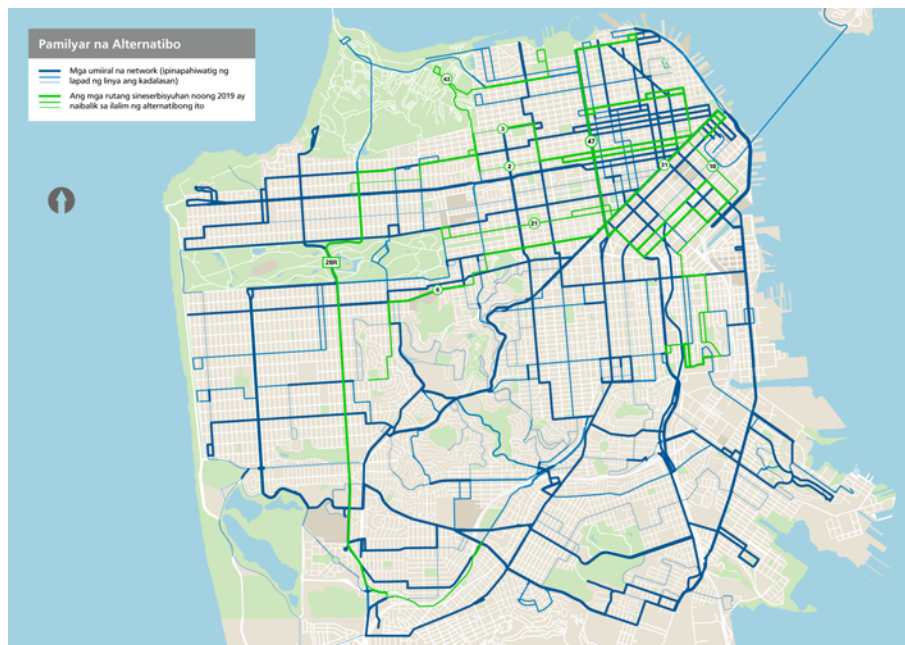 Pamilyar na Alternatibo
Mga umiiral na network (ipinapahiwatig ng
lapad ng linya ang kadalasan)
Ang mga rutang sineserbisyuhan noong 2019 ay
naibalik sa ilalim ng alternatibong ito
43
3
47
2
31
10
21
28R
6